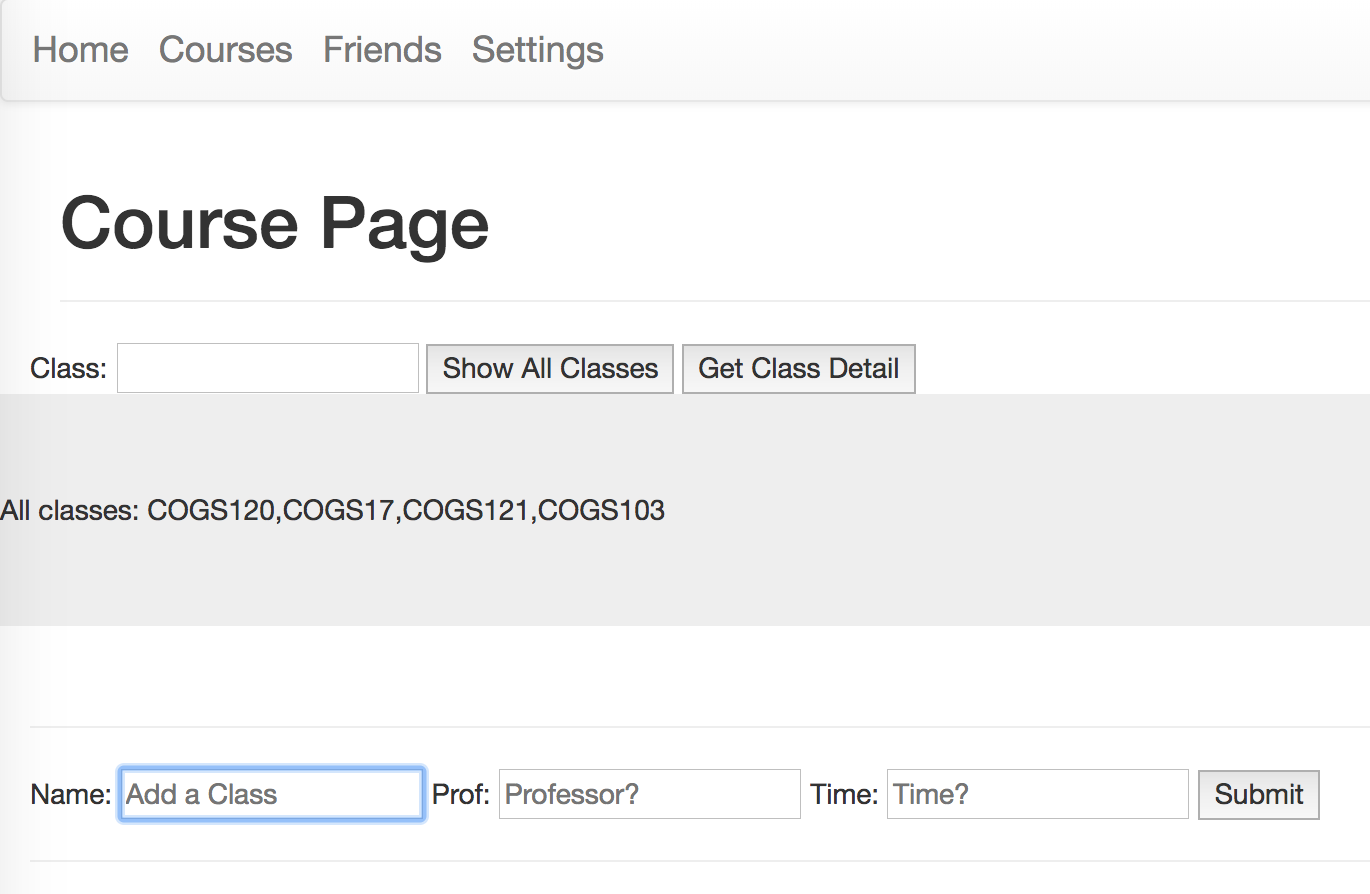 Home Courses Friends Settings
Course Page
Class: Show All Classes Get Class Detail
All classes: COGS120,COGS17,COGS121,COGS103
Name: Add a Class Prof: Professor? Time: Time? Submit